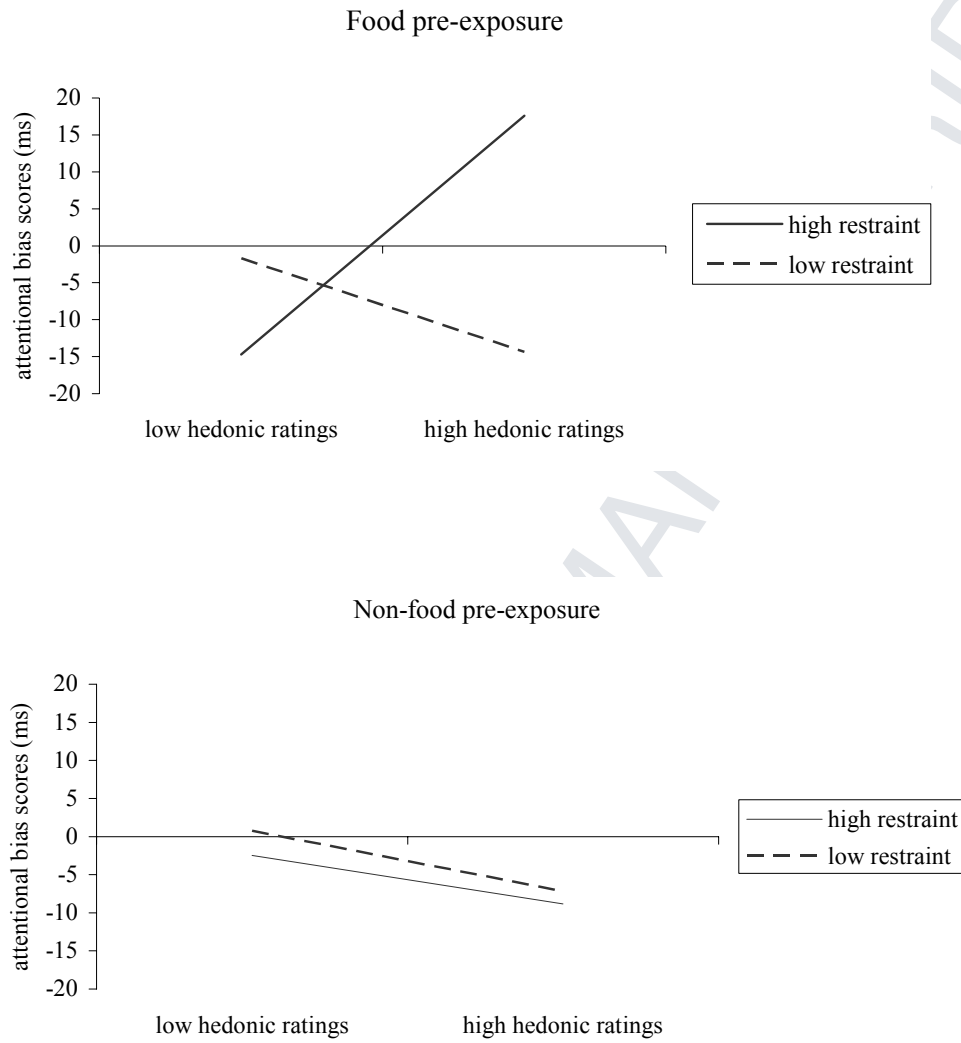 Food pre-exposure
attentional bias scores (ms)
20
15
10
5
0
-5
-10
-15
-20
low hedonic ratings high hedonic ratings
high restraint
low restraint
Non-food pre-exposure
attentional bias scores (ms)
20
15
10
5
0
-5
-10
-15
-20
low hedonic ratings high hedonic ratings
high restraint
low restraint